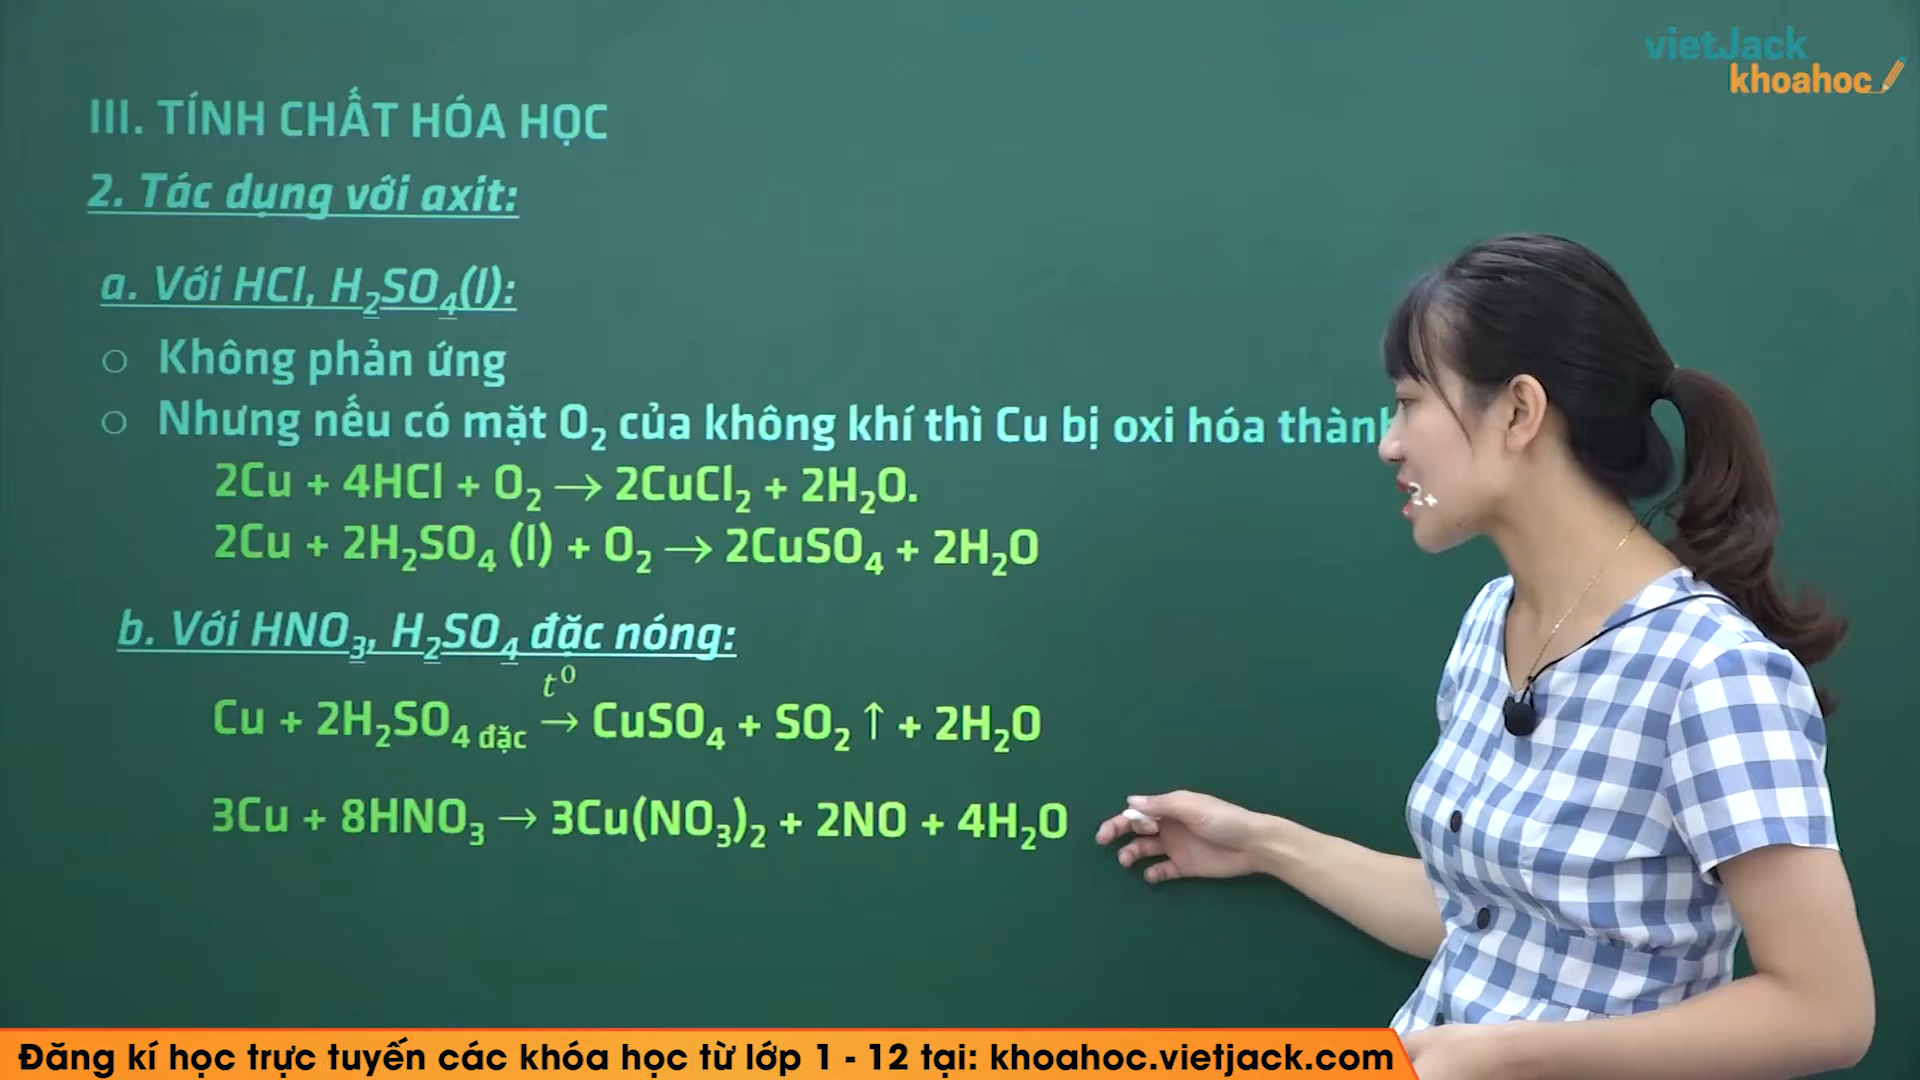 vietJack
khoahoc
III. TÍNH CHẤT HÓA HỌC
2. Tác dụng với axit:
a. Với HCl, H₂SO₄(l):
○ Không phản ứng
○ Nhưng nếu có mặt O₂ của không khí thì Cu bị oxi hóa thành
2+
2Cu + 4HCl + O₂ → 2CuCl₂ + 2H₂O.
2Cu + 2H₂SO₄ (l) + O₂ → 2CuSO₄ + 2H₂O
b. Với HNO₃, H₂SO₄ đặc nóng:
t⁰
Cu + 2H₂SO₄ đặc → CuSO₄ + SO₂ ↑ + 2H₂O
3Cu + 8HNO₃ → 3Cu(NO₃)₂ + 2NO + 4H₂O
Đăng kí học trực tuyến các khóa học từ lớp 1 - 12 tại: khoahoc.vietjack.com